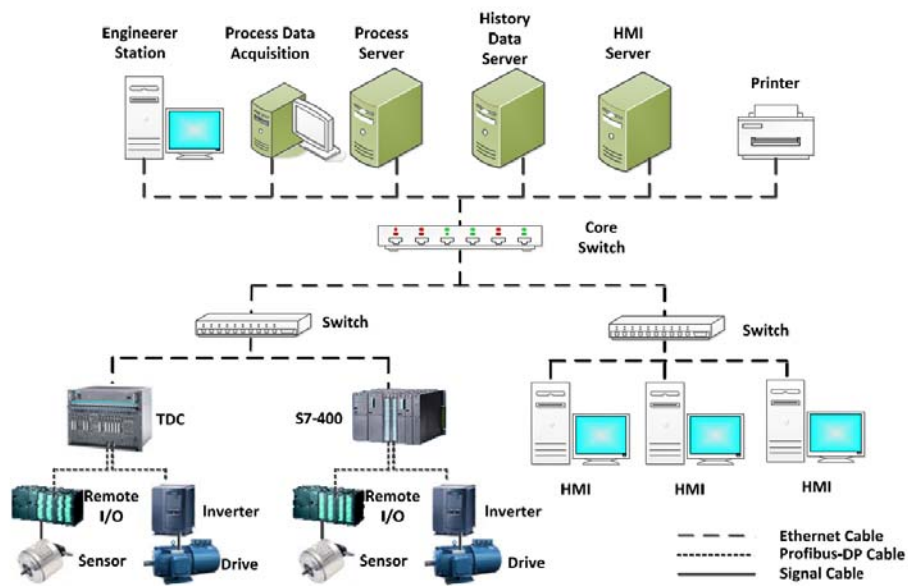 Engineerer
Station
Process Data
Acquisition
Process
Server
History
Data
Server
HMI
Server
Printer
Core
Switch
Switch
Switch
TDC
S7-400
Remote
I/O
Inverter
Remote
I/O
Inverter
Sensor
Drive
Sensor
Drive
HMI
HMI
HMI
Ethernet Cable
Profibus-DP Cable
Signal Cable